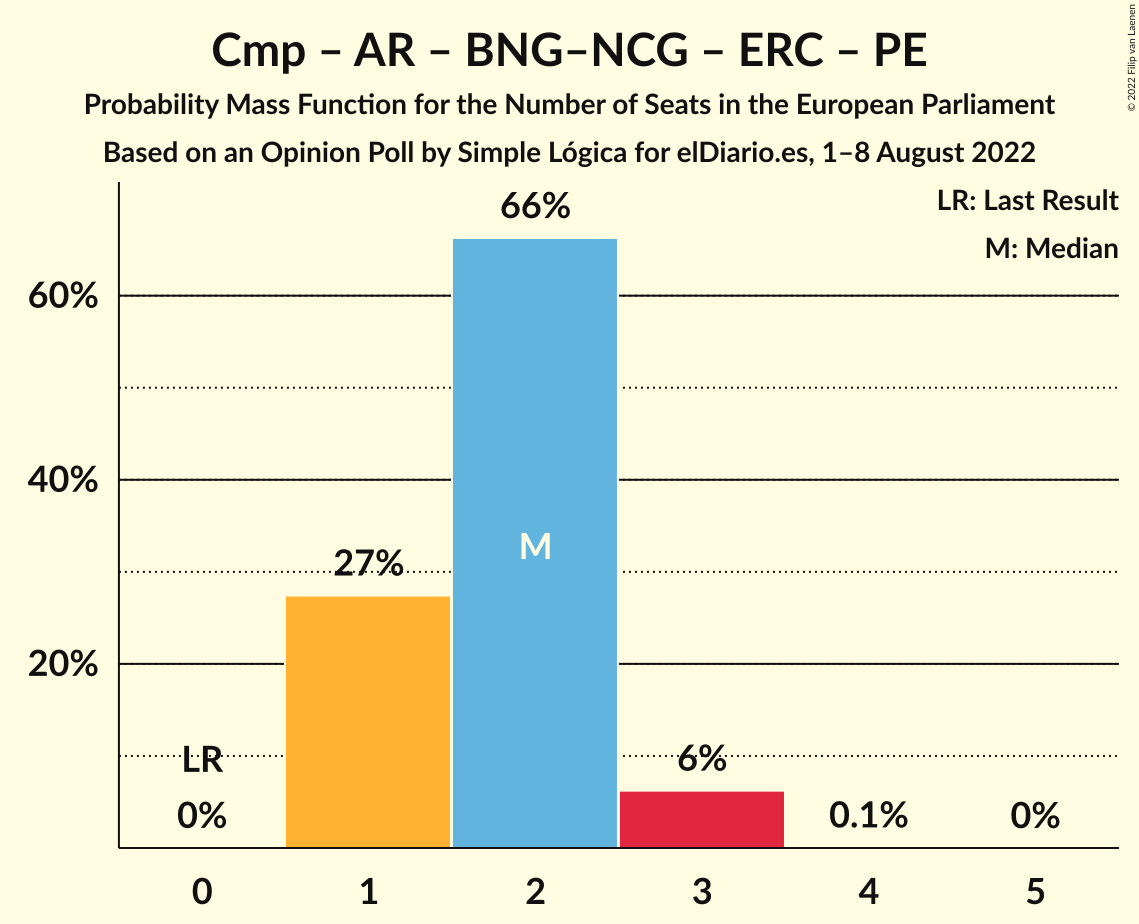 Cmp – AR – BNG–NCG – ERC – PE
Probability Mass Function for the Number of Seats in the European Parliament
Based on an Opinion Poll by Simple Lógica for elDiario.es, 1–8 August 2022
© 2022 Filip van Laenen
LR: Last Result
M: Median
66%
60%
40%
M
27%
20%
LR
6%
0%
0.1%
0%
0
1
2
3
4
5